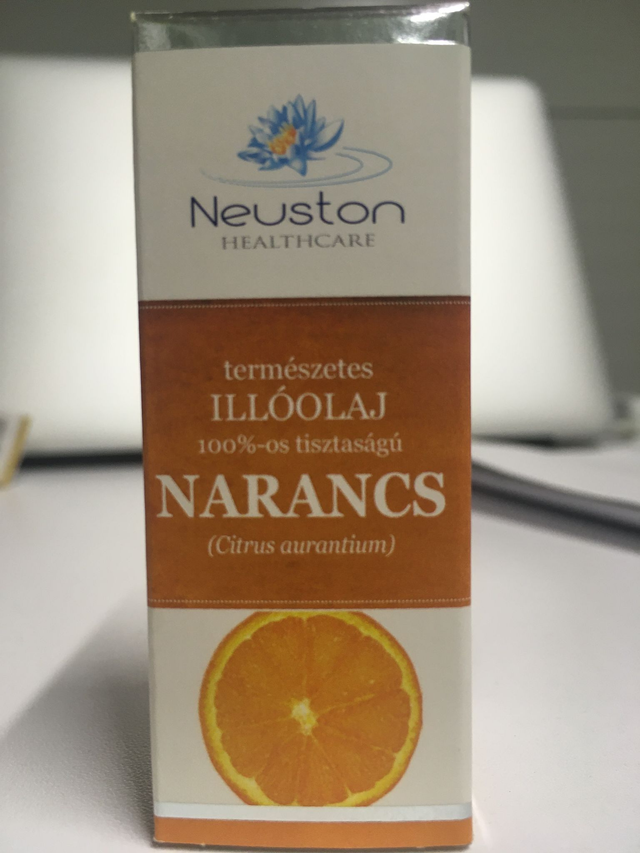 Neuston
HEALTHCARE
természetes
ILLÓOLAJ
100%-os tisztaságú
NARANCS
(Citrus aurantium)